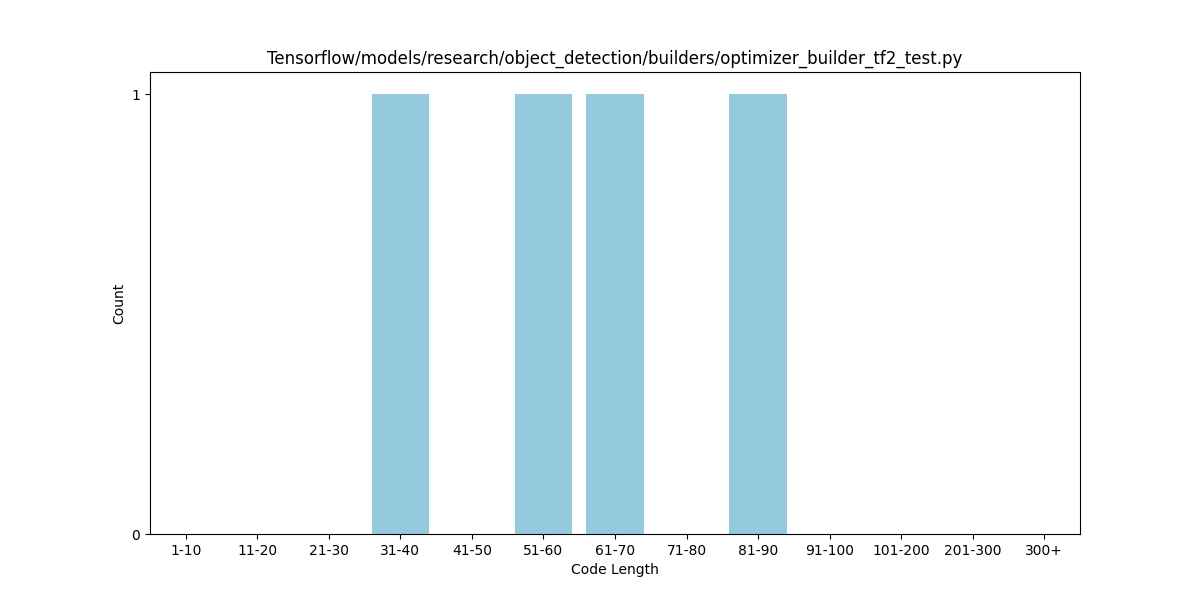 Tensorflow/models/research/object_detection/builders/optimizer_builder_tf2_test.py
1
Count
0
1-10 11-20 21-30 31-40 41-50 51-60 61-70 71-80 81-90 91-100 101-200 201-300 300+
Code Length